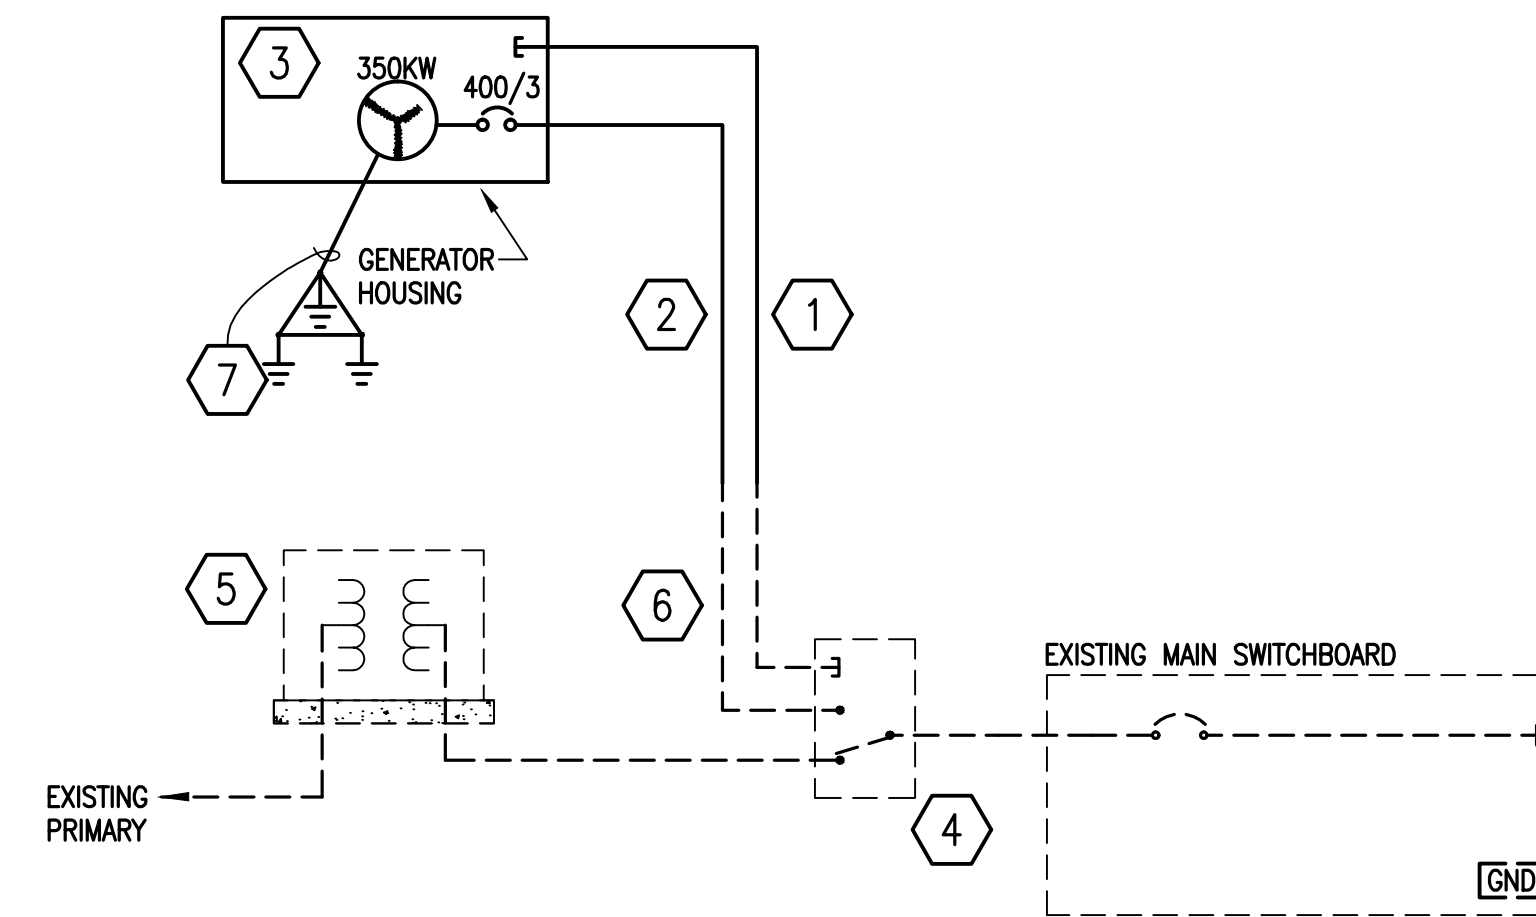 3
350KW
400/3
GENERATOR
HOUSING
2
1
7
5
6
EXISTING MAIN SWITCHBOARD
EXISTING
PRIMARY
4
GND